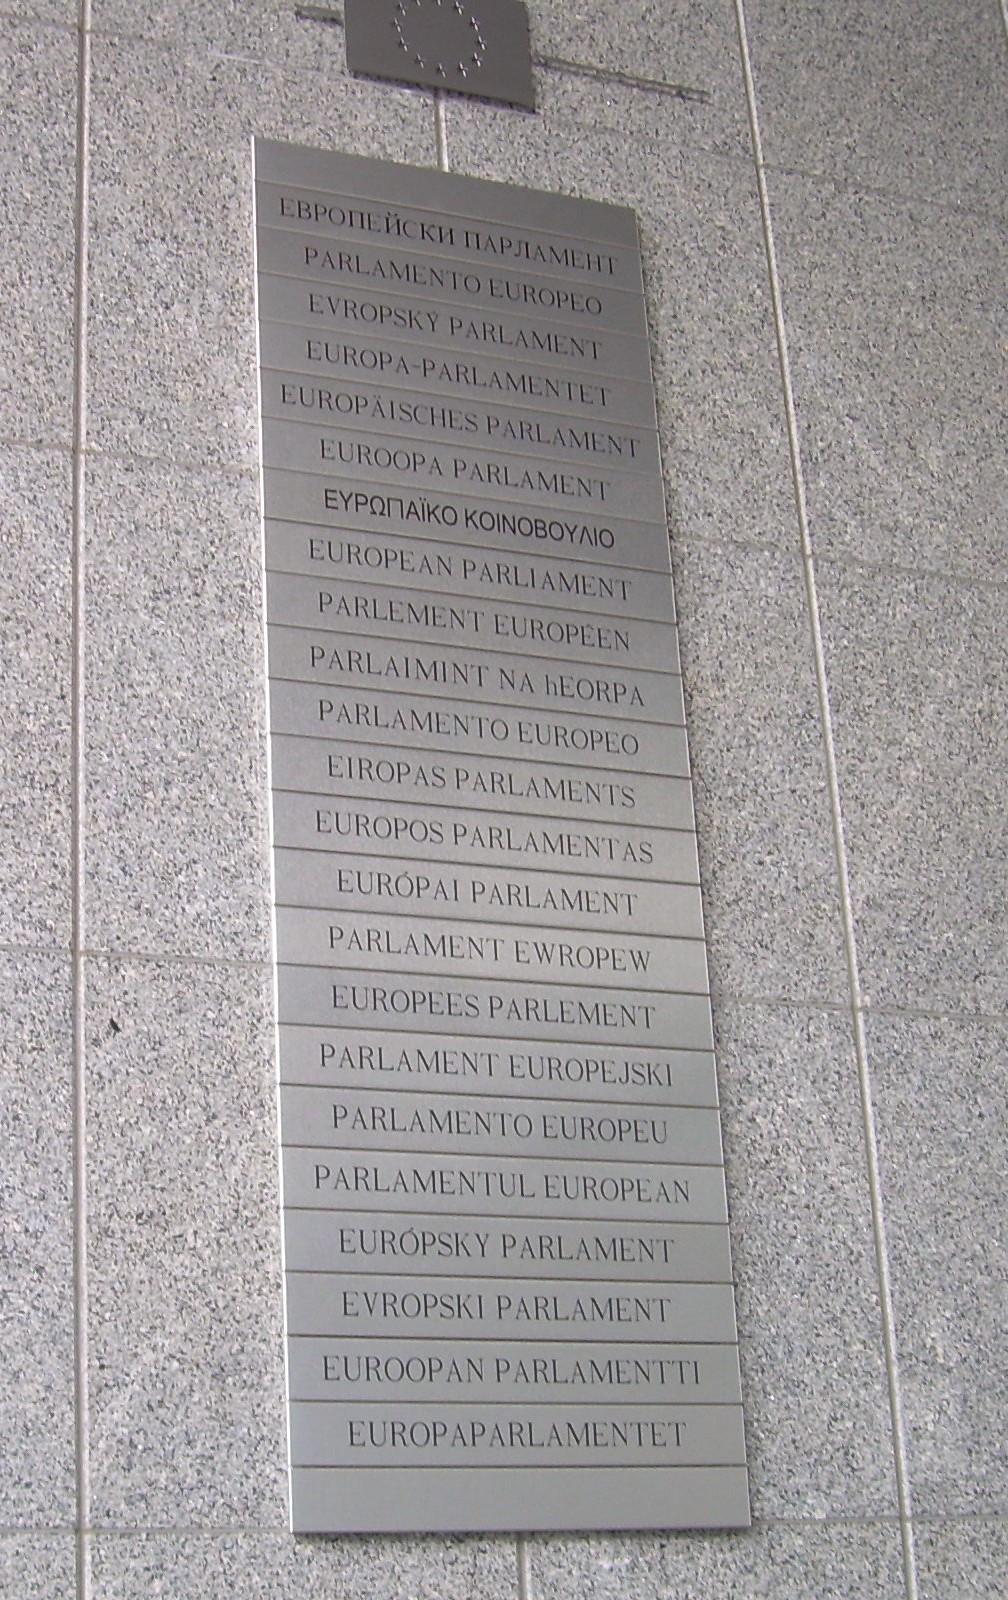 ЕВРОПЕЙСКИ ПАРЛАМЕНТ
PARLAMENTO EUROPEO
EVROPSKÝ PARLAMENT
EUROPA-PARLAMENTET
EUROPÄISCHES PARLAMENT
EUROOPA PARLAMENT
ΕΥΡΩΠΑΪΚΟ ΚΟΙΝΟΒΟΥΛΙΟ
EUROPEAN PARLIAMENT
PARLEMENT EUROPÉEN
PARLAIMINT NA hEORPA
PARLAMENTO EUROPEO
EIROPAS PARLAMENTS
EUROPOS PARLAMENTAS
EURÓPAI PARLAMENT
PARLAMENT EWROPEW
EUROPEES PARLEMENT
PARLAMENT EUROPEJSKI
PARLAMENTO EUROPEU
PARLAMENTUL EUROPEAN
EURÓPSKY PARLAMENT
EVROPSKI PARLAMENT
EUROOPAN PARLAMENTTI
EUROPAPARLAMENTET